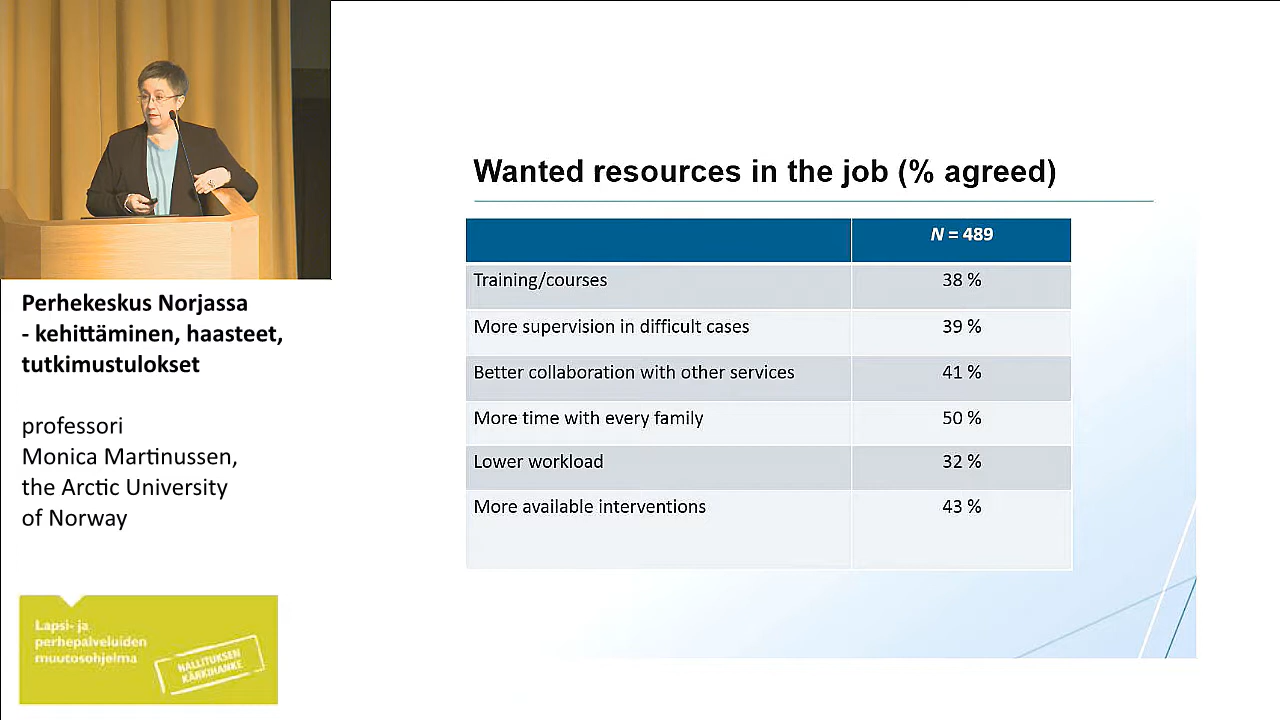 Wanted resources in the job (% agreed)
N = 489
Training/courses 38 %
More supervision in difficult cases 39 %
Better collaboration with other services 41 %
More time with every family 50 %
Lower workload 32 %
More available interventions 43 %
Perhekeskus Norjassa
- kehittäminen, haasteet,
tutkimustulokset
professori
Monica Martinussen,
the Arctic University
of Norway
Lapsi- ja
perhepalveluiden
muutosohjelma
HALLITUKSEN
KÄRKIHANKE